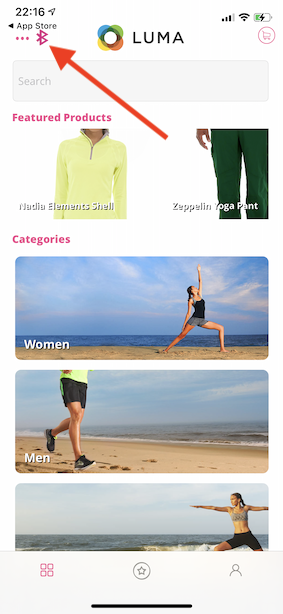 22:16
App Store
LUMA
Search
Featured Products
Nadia Elements Shell
Zeppelin Yoga Pant
Categories
Women
Men